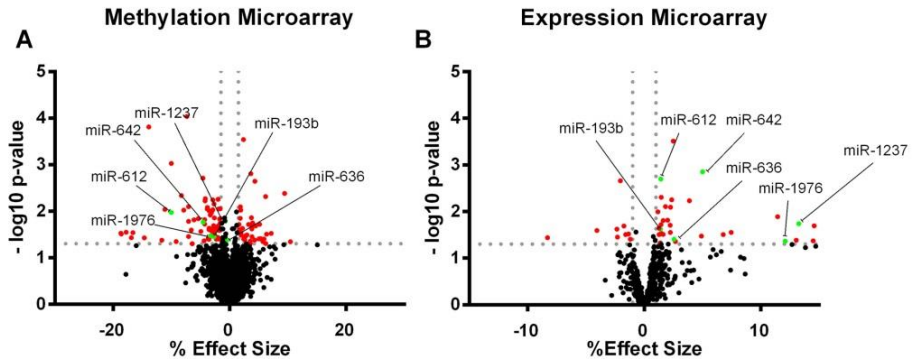 Methylation Microarray
Expression Microarray
A
B
5
4
3
2
1
0
- log10 p-value
miR-1237
miR-193b
miR-642
miR-612
miR-636
miR-1976
-20
0
20
% Effect Size
5
4
3
2
1
0
- log10 p-value
miR-193b
miR-612
miR-642
miR-636
miR-1237
miR-1976
-10
0
10
%Effect Size